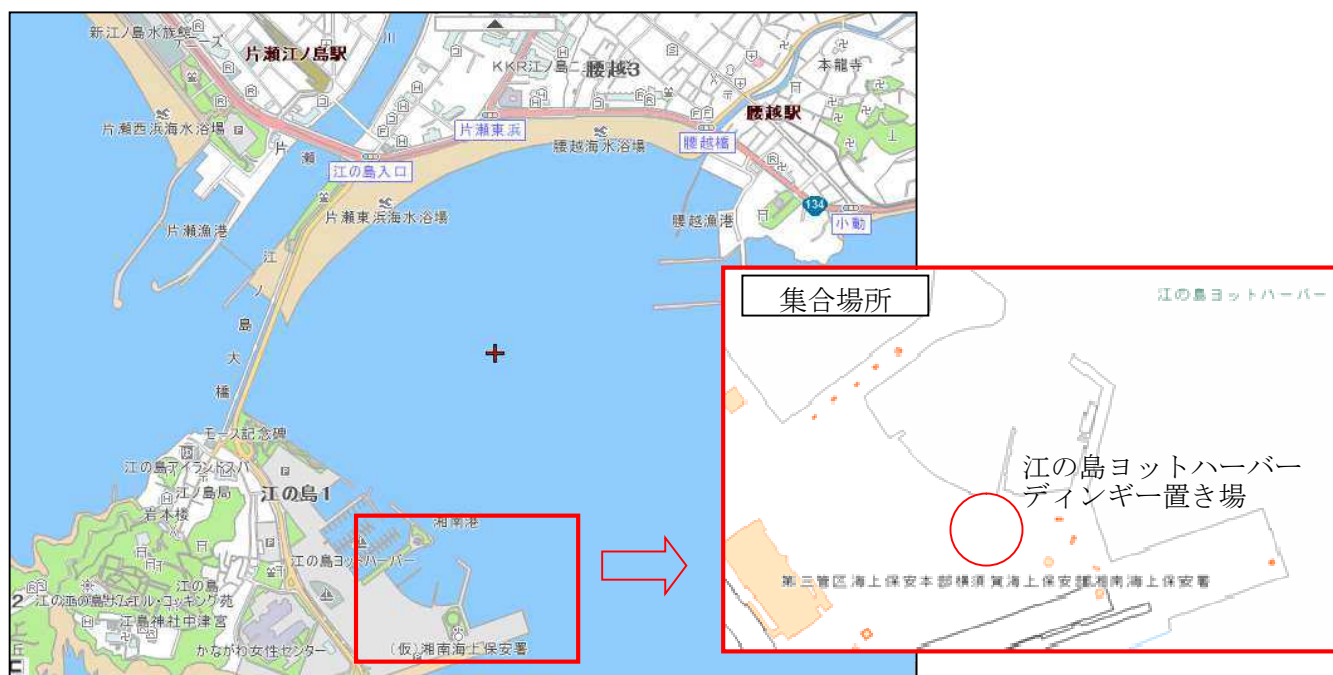 新江ノ島水族館
デニーズ
片瀬江ノ島駅
川
KKR江ノ島ニ
腰越3
本龍寺
腰越駅
片瀬西浜海水浴場
片瀬東浜
腰越海水浴場
腰越橋
片瀬
江の島入口
134
片瀬東浜海水浴場
小動
片瀬漁港
腰越漁港
江ノ島大橋
集合場所
江の島ヨットハーバー
モース記念碑
江の島アイランドスパ
江ノ島局
江の島1
岩本楼
湘南港
江の島ヨットハーバー
江の島
サムエル・コッキング苑
江島神社中津宮
かながわ女性センター
(仮)湘南海上保安署
江の島ヨットハーバー
ディンギー置き場
第三管区海上保安本部横須賀海上保安部湘南海上保安署